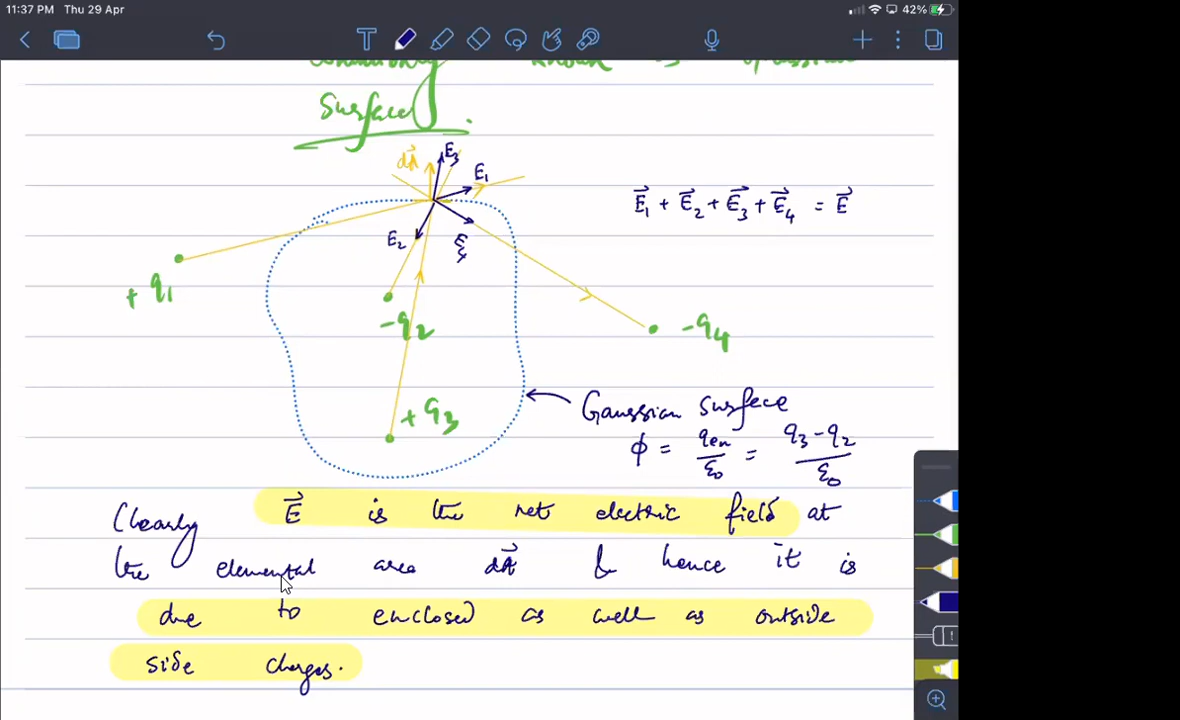 11:37 PM Thu 29 Apr
42%
known
Surface.
dA⃗
E3
E1
E⃗1 + E⃗2 + E⃗3 + E⃗4 = E⃗
E2
E4
+ q1
-q2
-q4
+ q3
Gaussian surface
ϕ = qen/ε0 = q3-q2/ε0
Clearly E⃗ is the net electric field at
the elemental area dA⃗ & hence it is
due to enclosed as well as outside
side charges.